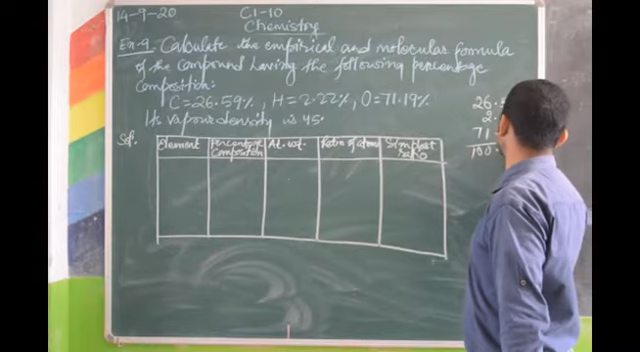 14-9-20 Cl-10
Chemistry
Ex-9. Calculate the empirical and molecular formula
of the compound having the following percentage
composition:
C = 26.59%, H = 2.22%, O = 71.19%
Its vapour density is 45.
Sol.
Element Percentage Composition At. wt. Ratio of atoms Simplest ratio
26.5
2.
71.
100.